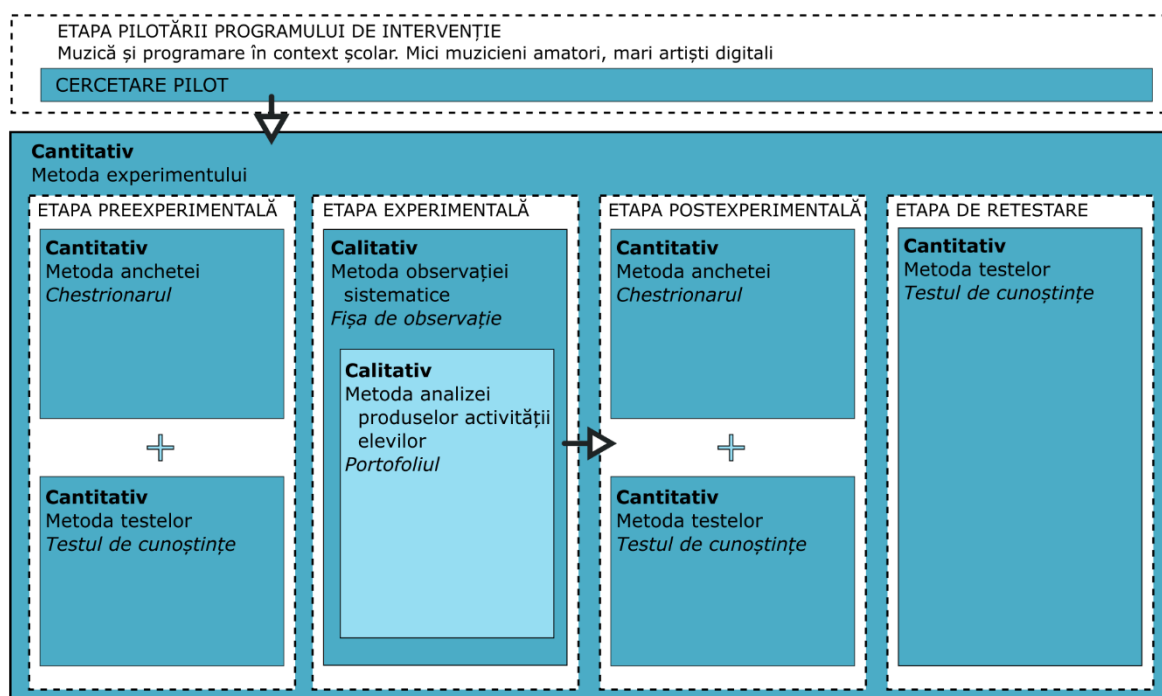 ETAPA PILOTĂRII PROGRAMULUI DE INTERVENȚIE
Muzică și programare în context școlar. Mici muzicieni amatori, mari artiști digitali
CERCETARE PILOT
Cantitativ
Metoda experimentului
ETAPA PREEXPERIMENTALĂ
Cantitativ
Metoda anchetei
Chestrionarul
+
Cantitativ
Metoda testelor
Testul de cunoștințe
ETAPA EXPERIMENTALĂ
Calitativ
Metoda observației
sistematice
Fișa de observație
Calitativ
Metoda analizei
produselor activității
elevilor
Portofoliul
ETAPA POSTEXPERIMENTALĂ
Cantitativ
Metoda anchetei
Chestrionarul
+
Cantitativ
Metoda testelor
Testul de cunoștințe
ETAPA DE RETESTARE
Cantitativ
Metoda testelor
Testul de cunoștințe